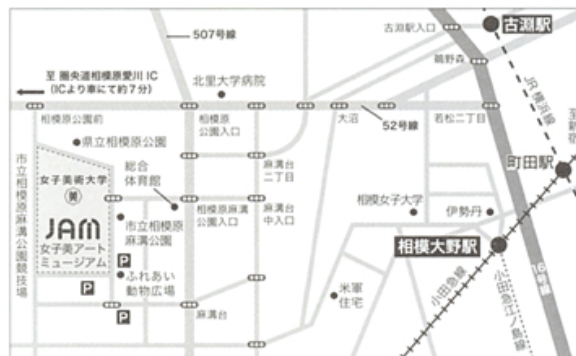 507号線
古淵駅入口
古淵駅
鵜野森
至 圏央道相模原愛川 IC
(ICより車にて約7分)
北里大学病院
JR 横浜線
相模原公園前
相模原
公園入口
大沼
52号線
若松二丁目
至新宿
県立相模原公園
麻溝台
二丁目
町田駅
総合
体育館
市立相模原麻溝公園競技場
女子美術大学
美
JAM
女子美アート
ミュージアム
相模原麻溝
公園入口
麻溝台
中入口
相模女子大学
伊勢丹
市立相模原
麻溝公園
相模大野駅
P
ふれあい
動物広場
P
P
麻溝台
米軍
住宅
小田急線
16号線
小田急江ノ島線